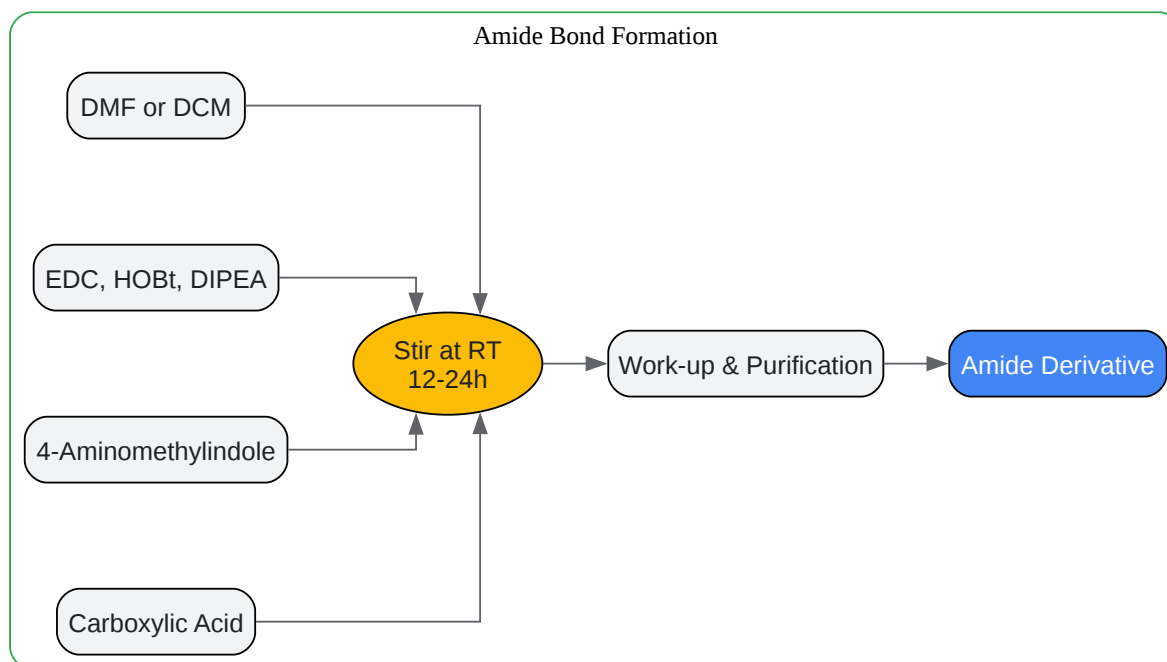 Amide Bond Formation
DMF or DCM
EDC, HOBt, DIPEA
4-Aminomethylindole
Carboxylic Acid
Stir at RT
12-24h
Work-up & Purification
Amide Derivative